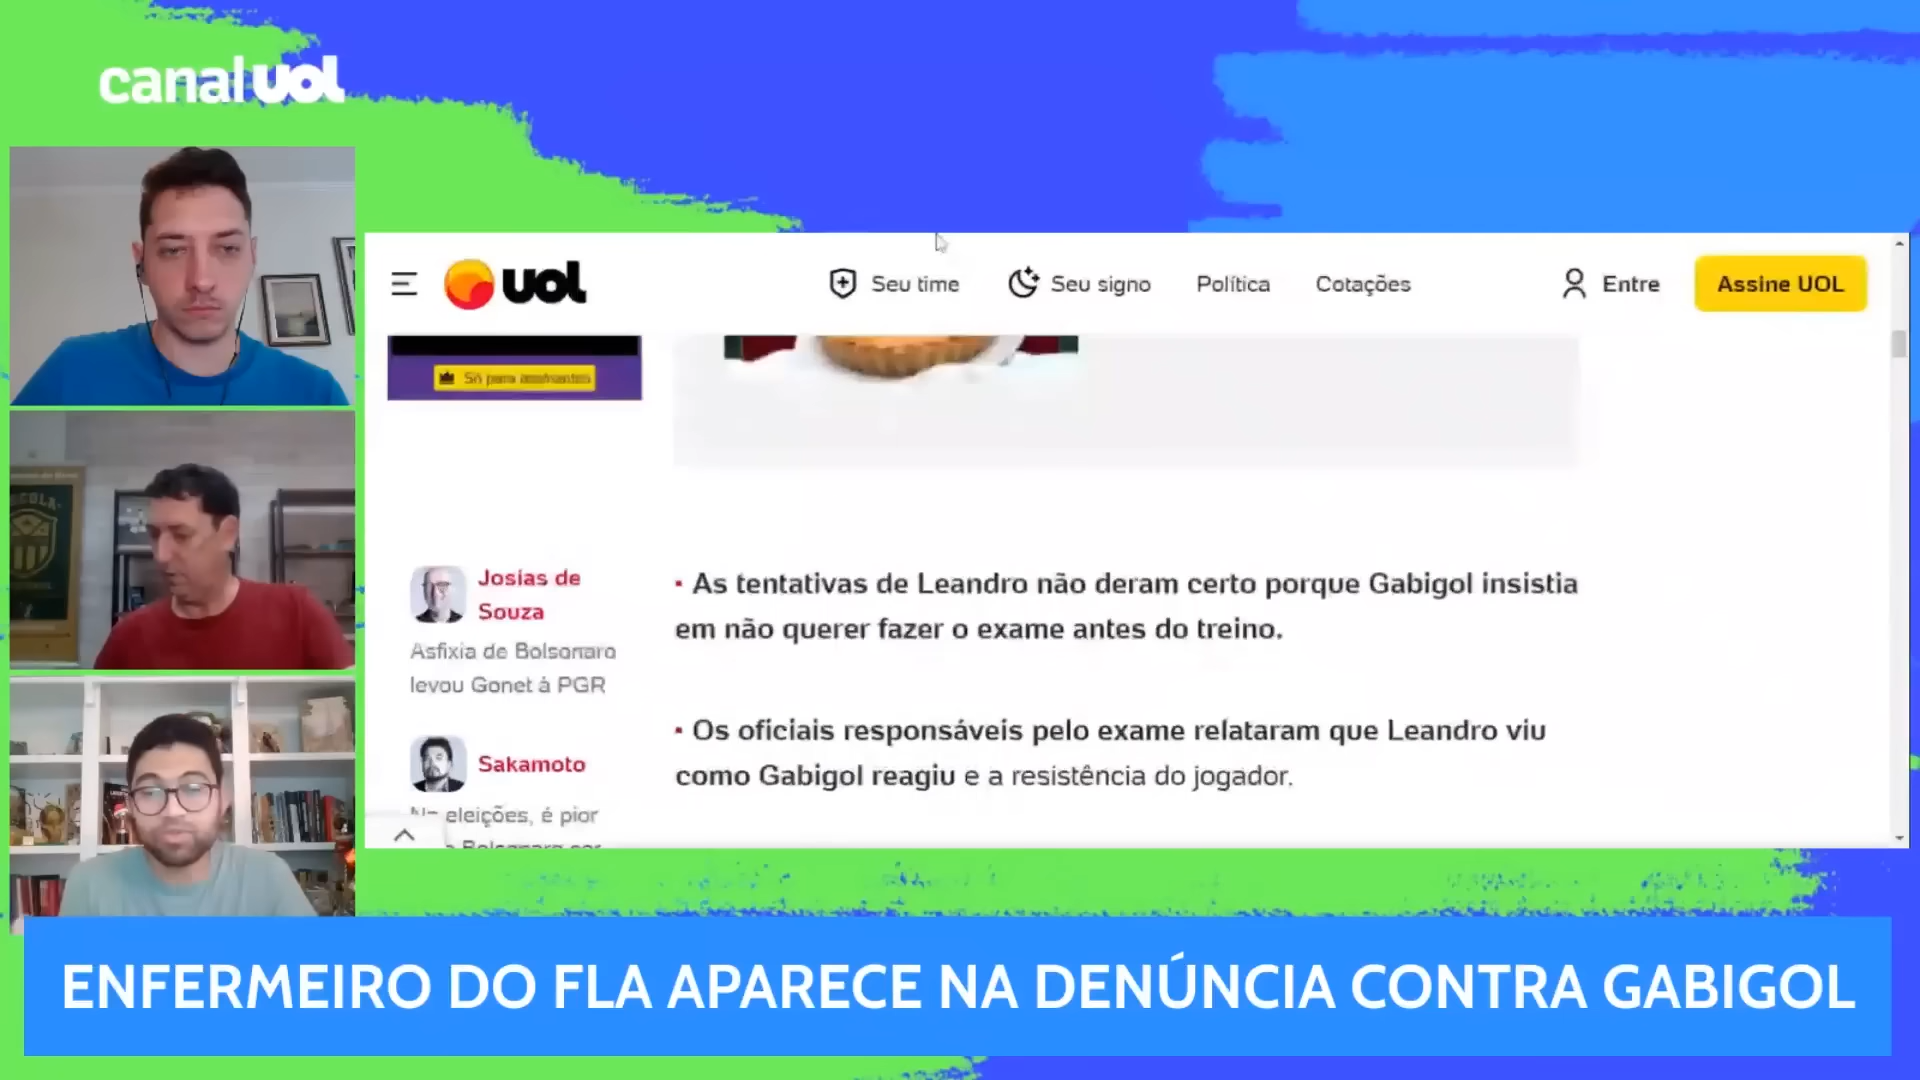 canal uol
uol
Seu time
Seu signo
Política
Cotações
Entre
Assine UOL
Só para assinantes
Josias de
Souza
Asfixia de Bolsonaro
levou Gonet à PGR
Sakamoto
eleições, é pior
• As tentativas de Leandro não deram certo porque Gabigol insistia
em não querer fazer o exame antes do treino.
• Os oficiais responsáveis pelo exame relataram que Leandro viu
como Gabigol reagiu e a resistência do jogador.
ENFERMEIRO DO FLA APARECE NA DENÚNCIA CONTRA GABIGOL